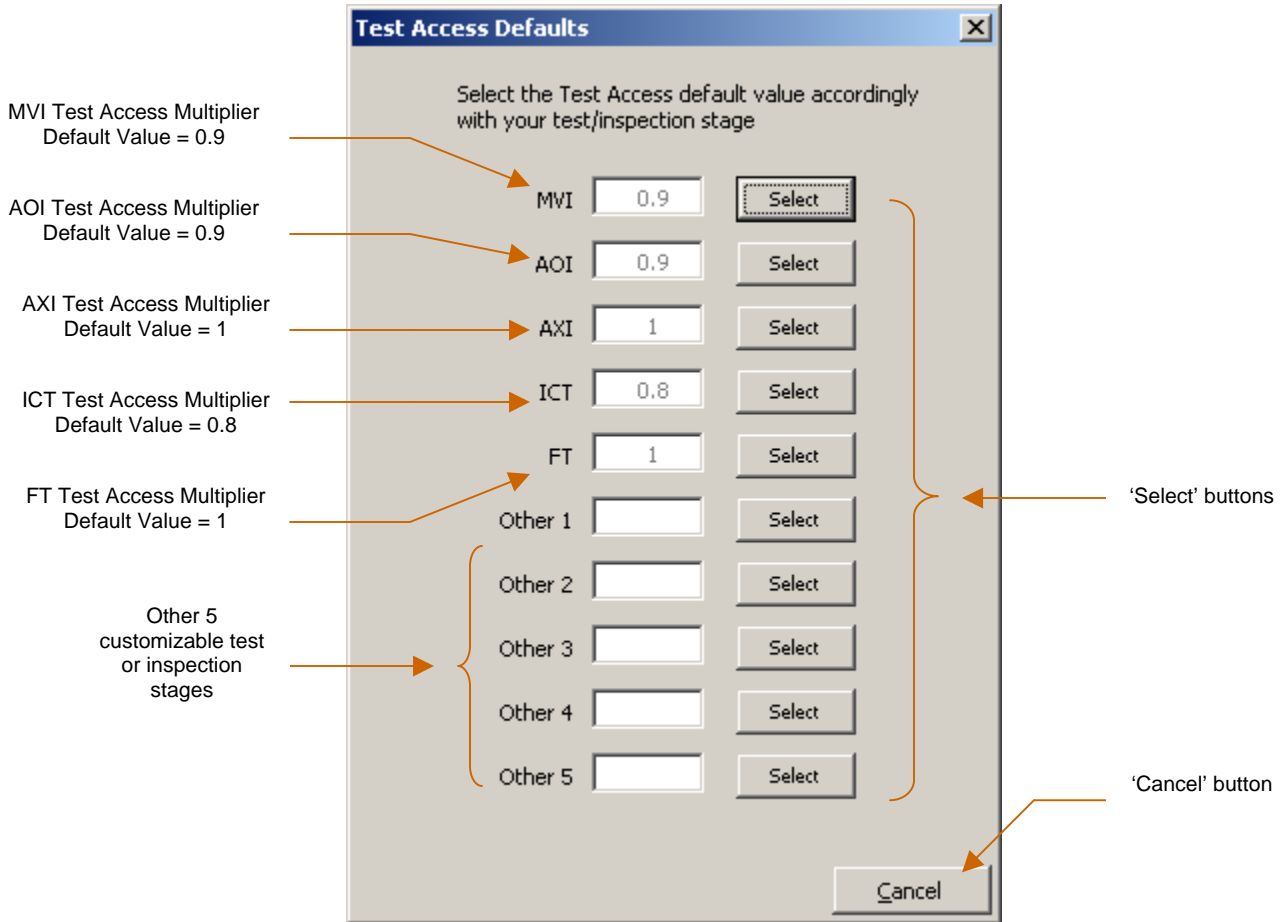 Test Access Defaults
Select the Test Access default value accordingly
with your test/inspection stage
MVI Test Access Multiplier
Default Value = 0.9
MVI 0.9 Select
AOI Test Access Multiplier
Default Value = 0.9
AOI 0.9 Select
AXI Test Access Multiplier
Default Value = 1
AXI 1 Select
ICT Test Access Multiplier
Default Value = 0.8
ICT 0.8 Select
FT 1 Select
FT Test Access Multiplier
Default Value = 1
'Select' buttons
Other 1 Select
Other 2 Select
Other 5
customizable test
or inspection
stages
Other 3 Select
Other 4 Select
Other 5 Select
'Cancel' button
Cancel